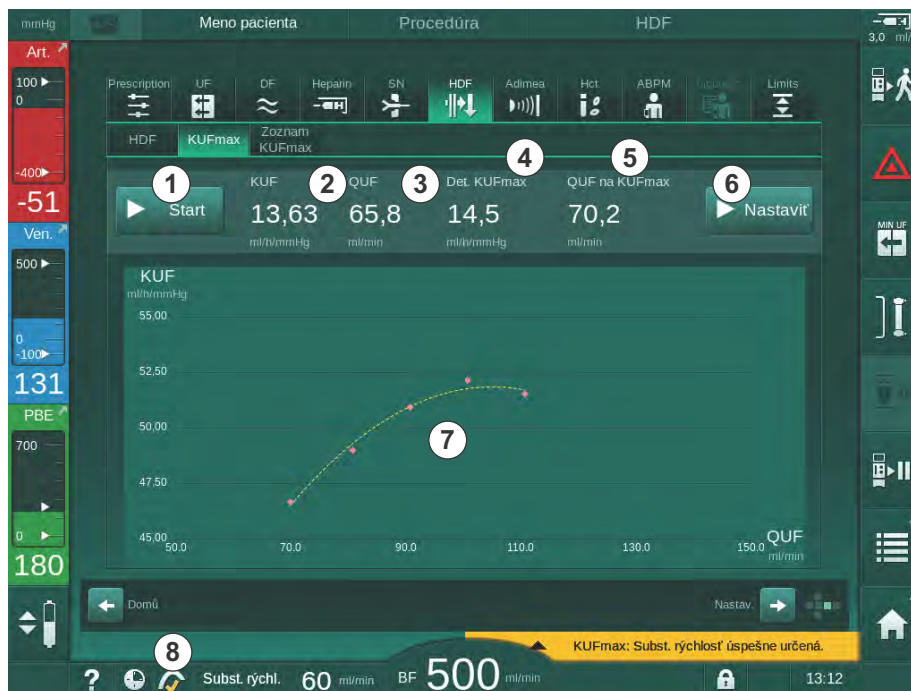 mmHg
Meno pacienta
Procedúra
HDF
3,0 ml/
Art.
100
0
-400
-51
Ven.
500
0
-100
131
PBE
700
0
180
Prescription
UF
DF
Heparin
SN
HDF
Adimea
Hct
ABPM
Limits
HDF
KUFmax
Zoznam
KUFmax
1
Start
KUF
13,63
ml/h/mmHg
2
QUF
65,8
ml/min
3
4
Det. KUFmax
14,5
5
QUF na KUFmax
70,2
ml/min
6
Nastaviť
KUF
ml/h/mmHg
55,00
52,50
50,00
47,50
45,00
7
50.0
70.0
90.0
110.0
130.0
150.0
QUF
ml/min
Domů
Nastav.
KUFmax: Subst. rýchlosť úspešne určená.
8
?
Subst. rýchl.
60 ml/min
BF 500 ml/min
13:12
MIN UF